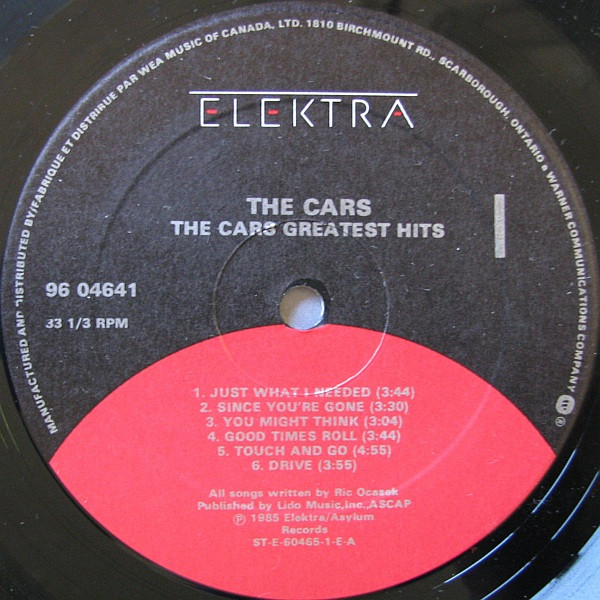 MANUFACTURED AND DISTRIBUTED BY/FABRIQUE ET DISTRIBUE PAR WEA MUSIC OF CANADA, LTD. 1810 BIRCHMOUNT RD., SCARBOROUGH, ONTARIO A WARNER COMMUNICATIONS COMPANY ®
ELEKTRA
THE CARS
THE CARS GREATEST HITS
1
96 04641
33 1/3 RPM
1. JUST WHAT I NEEDED (3:44)
2. SINCE YOU'RE GONE (3:30)
3. YOU MIGHT THINK (3:04)
4. GOOD TIMES ROLL (3:44)
5. TOUCH AND GO (4:55)
6. DRIVE (3:55)
All songs written by Ric Ocasek
Published by Lido Music,Inc.,ASCAP
℗ 1985 Elektra/Asylum
Records
ST-E-60465-1-E-A